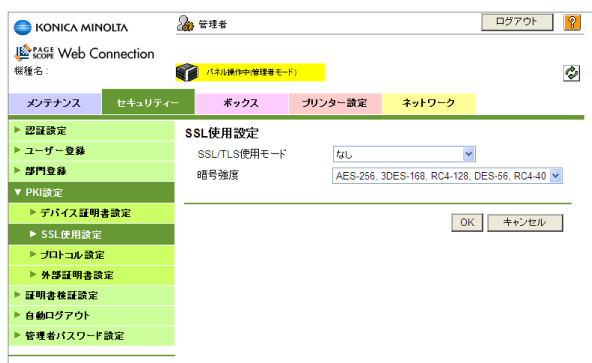 KONICA MINOLTA
管理者
ログアウト
?
PAGE SCOPE Web Connection
機種名:
パネル操作中(管理者モード)
メンテナンス
セキュリティー
ボックス
プリンター設定
ネットワーク
認証設定
ユーザー登録
部門登録
PKI設定
デバイス証明書設定
SSL使用設定
プロトコル設定
外部証明書設定
証明書検証設定
自動ログアウト
管理者パスワード設定
SSL使用設定
SSL/TLS使用モード
なし
暗号強度
AES-256, 3DES-168, RC4-128, DES-56, RC4-40
OK
キャンセル